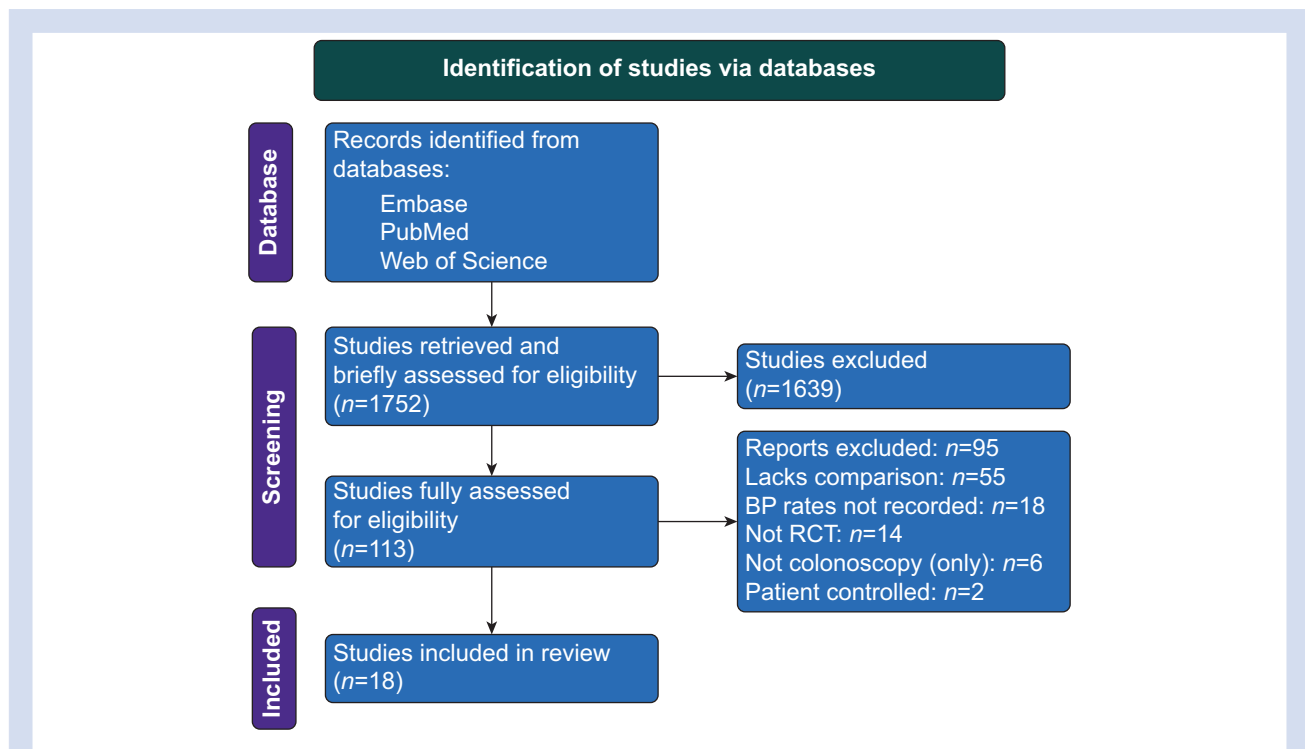 Identification of studies via databases
Database
Records identified from
databases:
Embase
PubMed
Web of Science
Screening
Studies retrieved and
briefly assessed for eligibility
(n=1752)
Studies excluded
(n=1639)
Studies fully assessed
for eligibility
(n=113)
Reports excluded: n=95
Lacks comparison: n=55
BP rates not recorded: n=18
Not RCT: n=14
Not colonoscopy (only): n=6
Patient controlled: n=2
Included
Studies included in review
(n=18)